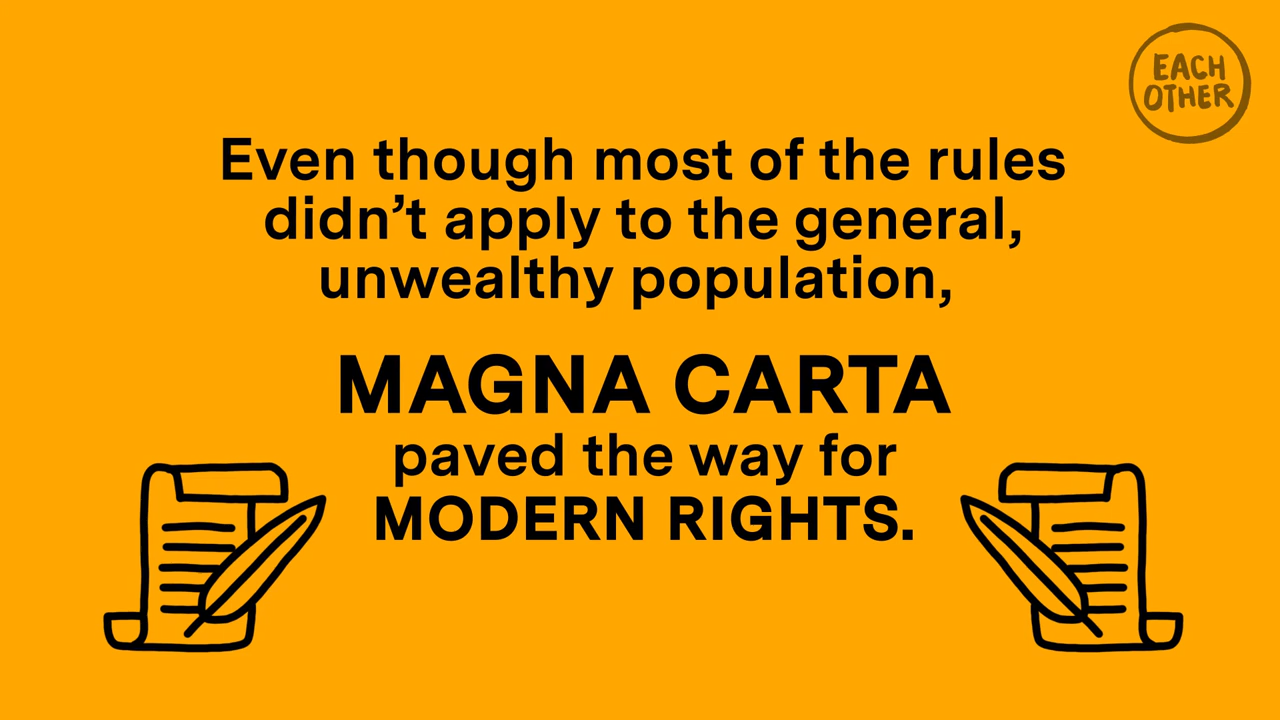 EACH
OTHER
Even though most of the rules
didn’t apply to the general,
unwealthy population,
MAGNA CARTA
paved the way for
MODERN RIGHTS.